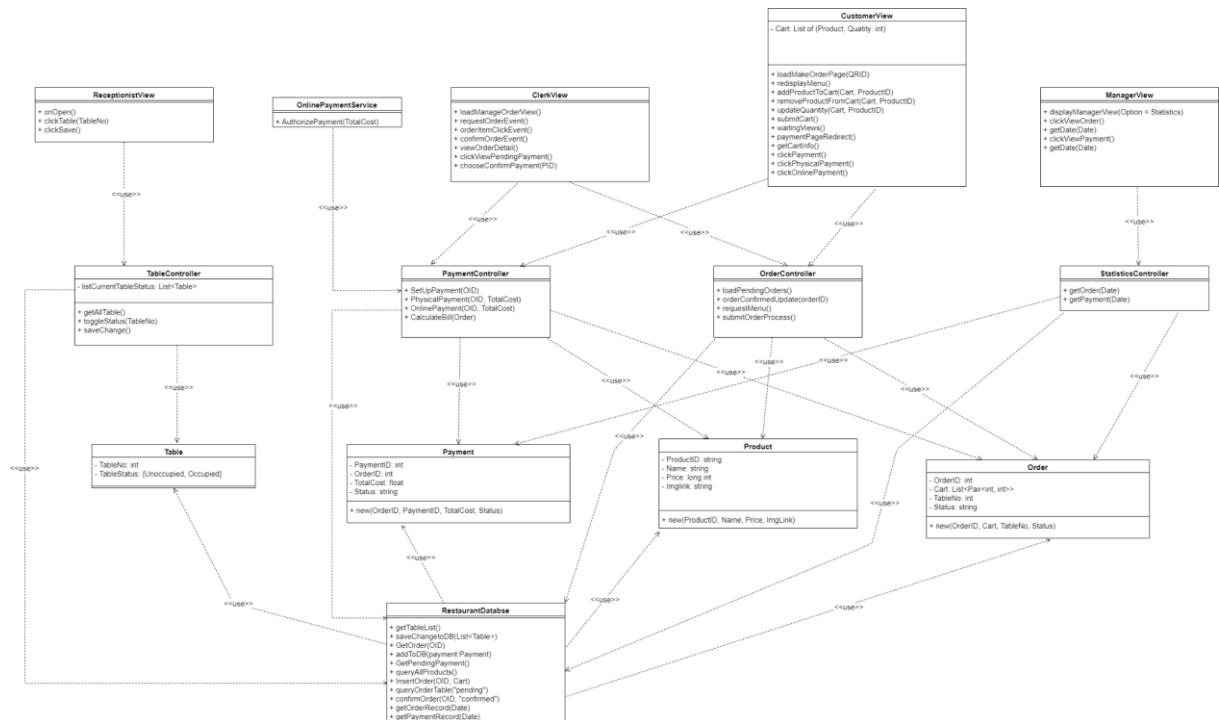 CustomerView
- Cart: List of (Product, Quatity: int)
+ loadMakeOrderPage(QRID)
+ redisplayMenu()
+ addProductToCart(Cart, ProductID)
+ removeProductFromCart(Cart, ProductID)
+ updateQuantity(Cart, ProductID)
+ submitCart()
+ waitingViews()
+ paymentPageRedirect()
+ getCartInfo()
+ clickPayment()
+ clickPhysicalPayment()
+ clickOnlinePayment()
ReceptionistView
+ onOpen()
+ clickTable(TableNo)
+ clickSave()
OnlinePaymentService
+ AuthorizePayment(TotalCost)
ClerkView
+ loadManageOrderView()
+ requestOrderEvent()
+ orderItemClickEvent()
+ confirmOrderEvent()
+ viewOrderDetail()
+ clickViewPendingPayment()
+ chooseConfirmPayment(PID)
ManagerView
+ displayManagerView(Option = Statistics)
+ clickViewOrder()
+ getDate(Date)
+ clickViewPayment()
+ getDate(Date)
<<use>>
<<use>>
<<use>>
<<use>>
<<use>>
<<use>>
<<use>>
TableController
- listCurrentTableStatus: List<Table>
+ getAllTable()
+ toggleStatus(TableNo)
+ saveChange()
PaymentController
+ SetUpPayment(OID)
+ PhysicalPayment(OID, TotalCost)
+ OnlinePayment(OID, TotalCost)
+ CalculateBill(Order)
OrderController
+ loadPendingOrders()
+ orderConfirmedUpdate(orderID)
+ requestMenu()
+ submitOrderProcess()
StatisticsController
+ getOrder(Date)
+ getPayment(Date)
<<use>>
<<use>>
<<use>>
<<use>>
<<use>>
<<use>>
<<use>>
<<use>>
<<use>>
<<use>>
<<use>>
<<use>>
Table
- TableNo: int
- TableStatus: {Unoccupied, Occupied}
Payment
- PaymentID: int
- OrderID: int
- TotalCost: float
- Status: string
+ new(OrderID, PaymentID, TotalCost, Status)
Product
- ProductID: string
- Name: string
- Price: long int
- Imglink: string
+ new(ProductID, Name, Price, ImgLink)
Order
- OrderID: int
- Cart: List<Pair<int, int>>
- TableNo: int
- Status: string
+ new(OrderID, Cart, TableNo, Status)
<<use>>
<<use>>
<<use>>
<<use>>
<<use>>
RestaurantDatabse
+ getTableList()
+ saveChangetoDB(List<Table>)
+ GetOrder(OID)
+ addToDB(payment:Payment)
+ GetPendingPayment()
+ queryAllProducts()
+ InsertOrder(OID, Cart)
+ queryOrderTable("pending")
+ confirmOrder(OID, "confirmed")
+ getOrderRecord(Date)
+ getPaymentRecord(Date)